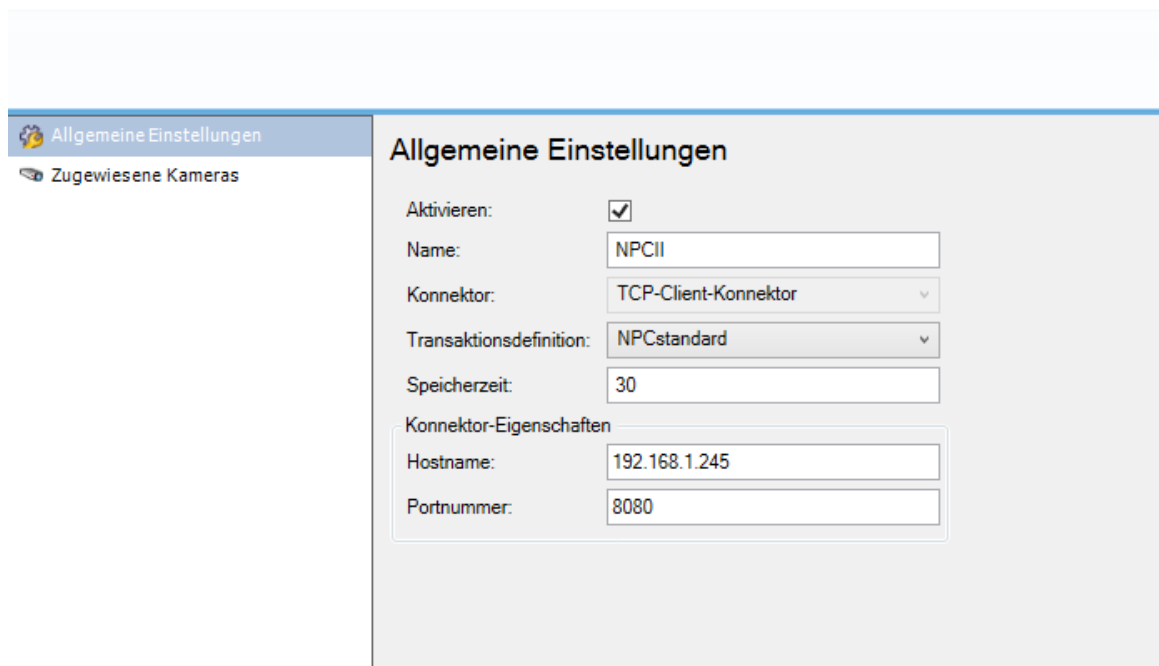 Allgemeine Einstellungen
Zugewiesene Kameras
Allgemeine Einstellungen
Aktivieren:
Name: NPCII
Konnektor: TCP-Client-Konnektor
Transaktionsdefinition: NPCstandard
Speicherzeit: 30
Konnektor-Eigenschaften
Hostname: 192.168.1.245
Portnummer: 8080